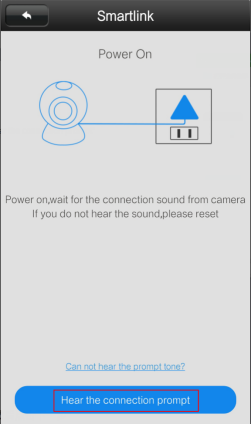 Smartlink
Power On
Power on,wait for the connection sound from camera
If you do not hear the sound,please reset
Can not hear the prompt tone?
Hear the connection prompt